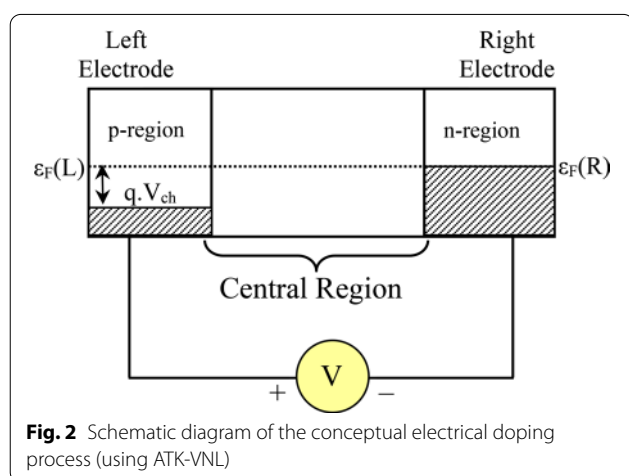 Left
Electrode
Right
Electrode
p-region
n-region
εF(L)
εF(R)
q.Vch
Central Region
V
+
−
Fig. 2 Schematic diagram of the conceptual electrical doping
process (using ATK-VNL)